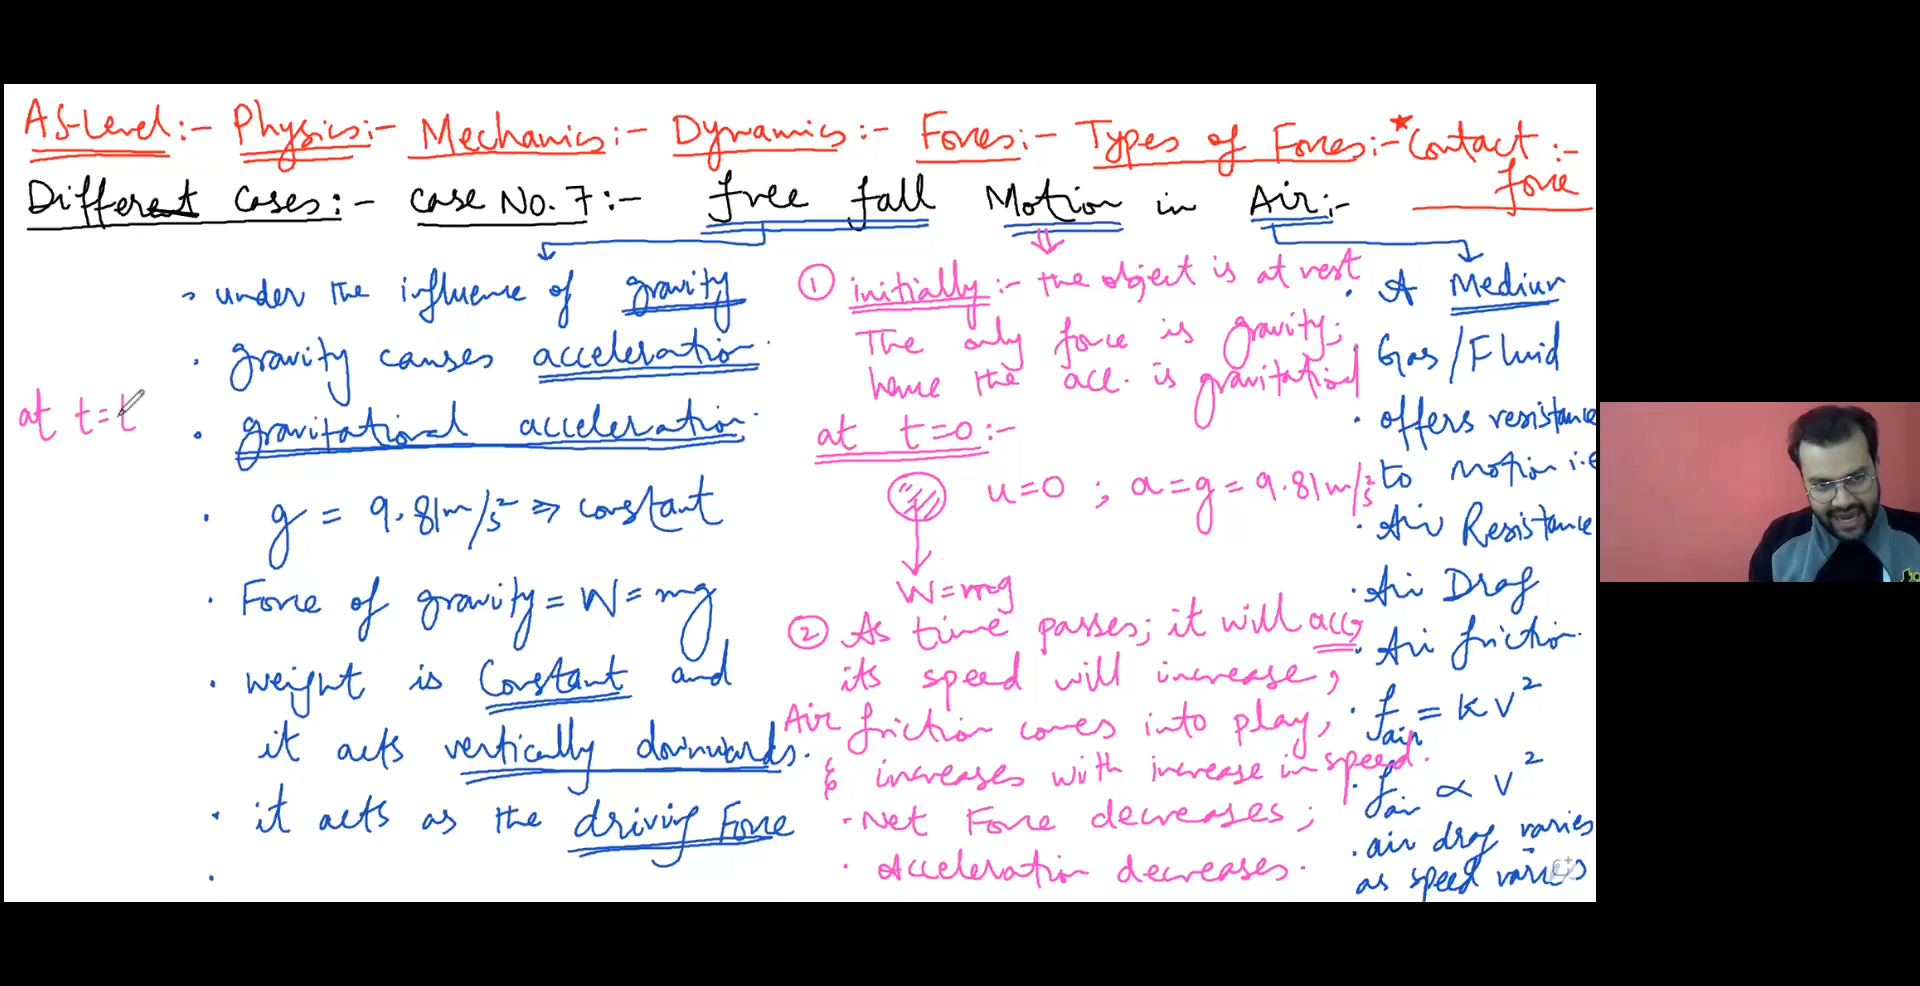 AS-Level:- Physics:- Mechanics:- Dynamics:- Forces:- Types of Forces:- *Contact :-
force
Different Cases:- Case No. 7:- free fall Motion in Air:-
under the influence of gravity
· gravity causes acceleration.
· gravitational acceleration.
· g = 9.81m/s² => constant
· Force of gravity = W = mg
· weight is Constant and
it acts vertically downwards.
· it acts as the driving Force
at t=t
① initially:- the object is at rest
The only force is gravity;
hence the acc. is gravitational
at t=0:-
u=0 ; a=g=9.81m/s²
W=mg
② As time passes; it will acc,
its speed will increase,
Air friction comes into play,
& increases with increase in speed.
· Net Force decreases;
· Acceleration decreases.
· A Medium
Gas/Fluid
· offers resistance
to motion i.e
· Air Resistance
· Air Drag
· Air friction.
· fair = KV²
· fair ∝ V²
· air drag varies
as speed varies